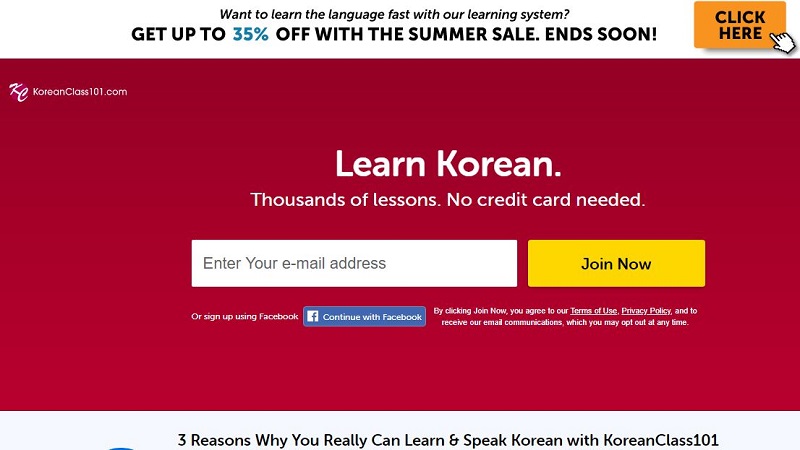 Want to learn the language fast with our learning system?
GET UP TO 35% OFF WITH THE SUMMER SALE. ENDS SOON!
CLICK
HERE
KC KoreanClass101.com
Learn Korean.
Thousands of lessons. No credit card needed.
Enter Your e-mail address
Join Now
Or sign up using Facebook
f Continue with Facebook
By clicking Join Now, you agree to our Terms of Use, Privacy Policy, and to
receive our email communications, which you may opt out at any time.
3 Reasons Why You Really Can Learn & Speak Korean with KoreanClass101